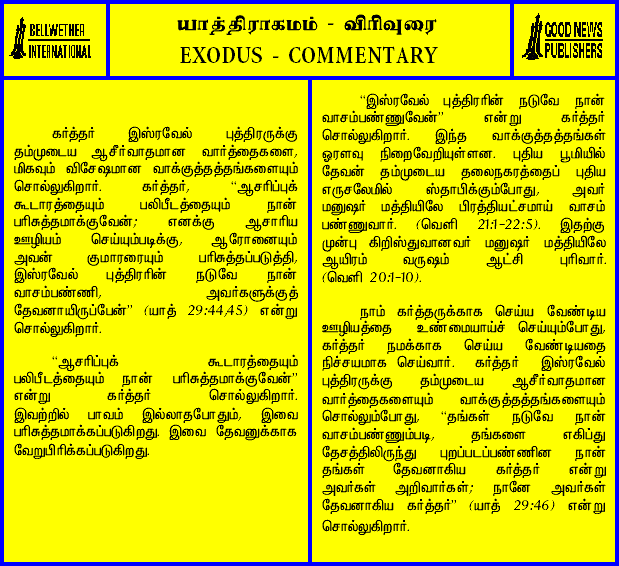 BELLWETHER
INTERNATIONAL
யாத்திராகமம் - விரிவுரை
EXODUS - COMMENTARY
GOOD NEWS
PUBLISHERS
கர்த்தர் இஸ்ரவேல் புத்திரருக்கு
தம்முடைய ஆசீர்வாதமான வார்த்தைகளை,
மிகவும் விசேஷமான வாக்குத்தத்தங்களையும்
சொல்லுகிறார். கர்த்தர், “ஆசரிப்புக்
கூடாரத்தையும் பலிபீடத்தையும் நான்
பரிசுத்தமாக்குவேன்; எனக்கு ஆசாரிய
ஊழியம் செய்யும்படிக்கு, ஆரோனையும்
அவன் குமாரரையும் பரிசுத்தப்படுத்தி,
இஸ்ரவேல் புத்திரரின் நடுவே நான்
வாசம்பண்ணி, அவர்களுக்குத்
தேவனாயிருப்பேன்” (யாத் 29:44,45) என்று
சொல்லுகிறார்.
“ஆசரிப்புக் கூடாரத்தையும்
பலிபீடத்தையும் நான் பரிசுத்தமாக்குவேன்”
என்று கர்த்தர் சொல்லுகிறார்.
இவற்றில் பாவம் இல்லாதபோதும், இவை
பரிசுத்தமாக்கப்படுகிறது. இவை தேவனுக்காக
வேறுபிரிக்கப்படுகிறது.
“இஸ்ரவேல் புத்திரரின் நடுவே நான்
வாசம்பண்ணுவேன்” என்று கர்த்தர்
சொல்லுகிறார். இந்த வாக்குத்தத்தங்கள்
ஓரளவு நிறைவேறியுள்ளன. புதிய பூமியில்
தேவன் தம்முடைய தலைநகரத்தைப் புதிய
எருசலேமில் ஸ்தாபிக்கும்போது, அவர்
மனுஷர் மத்தியிலே பிரத்தியட்சமாய் வாசம்
பண்ணுவார். (வெளி 21:1-22:5). இதற்கு
முன்பு கிறிஸ்துவானவர் மனுஷர் மத்தியிலே
ஆயிரம் வருஷம் ஆட்சி புரிவார்.
(வெளி 20:1-10).
நாம் கர்த்தருக்காக செய்ய வேண்டிய
ஊழியத்தை உண்மையாய்ச் செய்யும்போது,
கர்த்தர் நமக்காக செய்ய வேண்டியதை
நிச்சயமாக செய்வார். கர்த்தர் இஸ்ரவேல்
புத்திரருக்கு தம்முடைய ஆசீர்வாதமான
வார்த்தைகளையும் வாக்குத்தத்தங்களையும்
சொல்லும்போது, “தங்கள் நடுவே நான்
வாசம்பண்ணும்படி, தங்களை எகிப்து
தேசத்திலிருந்து புறப்படப்பண்ணின நான்
தங்கள் தேவனாகிய கர்த்தர் என்று
அவர்கள் அறிவார்கள்; நானே அவர்கள்
தேவனாகிய கர்த்தர்” (யாத் 29:46) என்று
சொல்லுகிறார்.